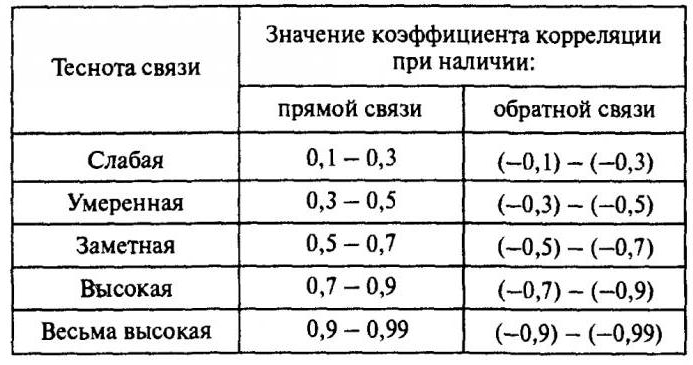 Теснота связи
Значение коэффициента корреляции
при наличии:
прямой связи
обратной связи
Слабая 0,1 – 0,3 (–0,1) – (–0,3)
Умеренная 0,3 – 0,5 (–0,3) – (–0,5)
Заметная 0,5 – 0,7 (–0,5) – (–0,7)
Высокая 0,7 – 0,9 (–0,7) – (–0,9)
Весьма высокая 0,9 – 0,99 (–0,9) – (–0,99)